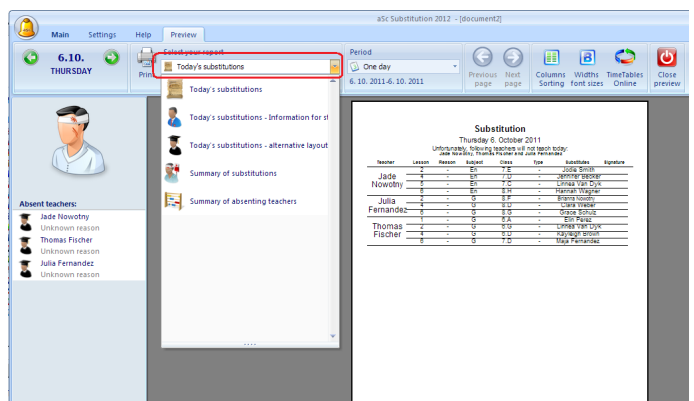 aSc Substitution 2012 - [document2]
Main Settings Help Preview
6.10.
THURSDAY
Print
Select your report
Today's substitutions
Period
One day
6. 10. 2011-6. 10. 2011
Previous page
Next page
Columns Sorting
Widths font sizes
TimeTables Online
Close preview
Today's substitutions
Today's substitutions - Information for st
Today's substitutions - alternative layout
Summary of substitutions
Summary of absenting teachers
Absent teachers:
Jade Nowotny
Unknown reason
Thomas Fischer
Unknown reason
Julia Fernandez
Unknown reason
Substitution
Thursday 6. October 2011
Unfortunately, following teachers will not teach today:
Jade Nowotny, Thomas Fischer and Julia Fernandez
Teacher Lesson Reason Subject Class Type Substitutes Signature
Jade Nowotny
2 - En 7.E - Jodie Smith
4 - En 7.D - Jennifer Becker
5 - En 7.C - Linnea Van Dyk
6 - En 8.H - Hannah Wagner
Julia Fernandez
2 - G 8.F - Brianna Nowotny
4 - G 8.D - Clara Weber
6 - G 8.G - Grace Schulz
Thomas Fischer
1 - G 6.A - Elin Perez
2 - G 6.G - Linnea Van Dyk
4 - G 6.D - Kayleigh Brown
6 - G 7.D - Maja Fernandez